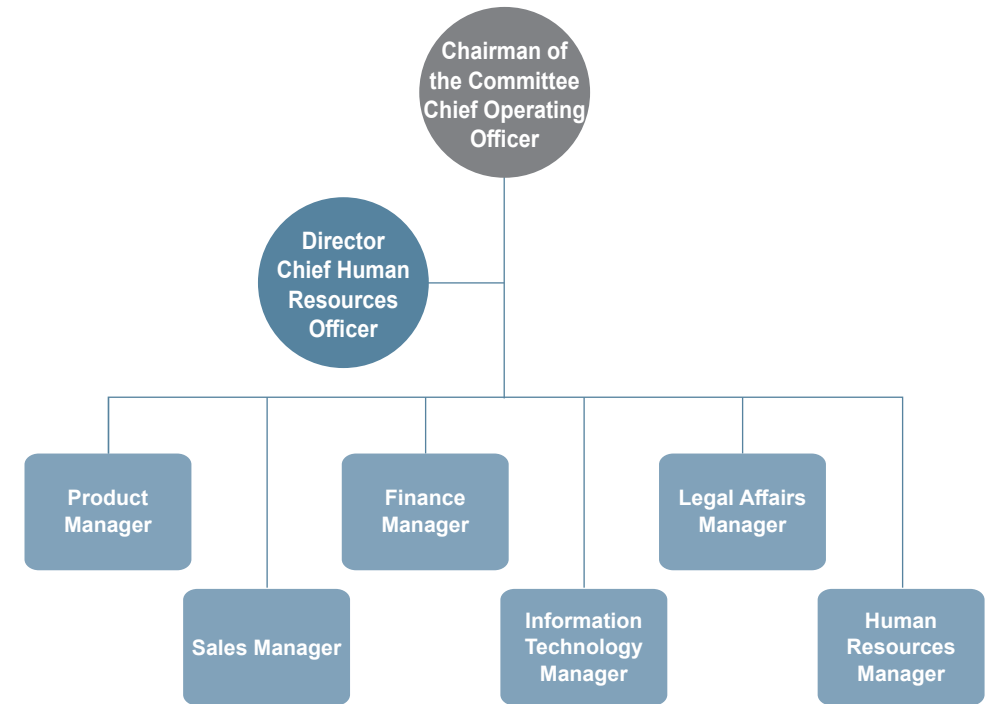 Chairman of
the Committee
Chief Operating
Officer
Director
Chief Human
Resources
Officer
Product
Manager
Finance
Manager
Legal Affairs
Manager
Sales Manager
Information
Technology
Manager
Human
Resources
Manager